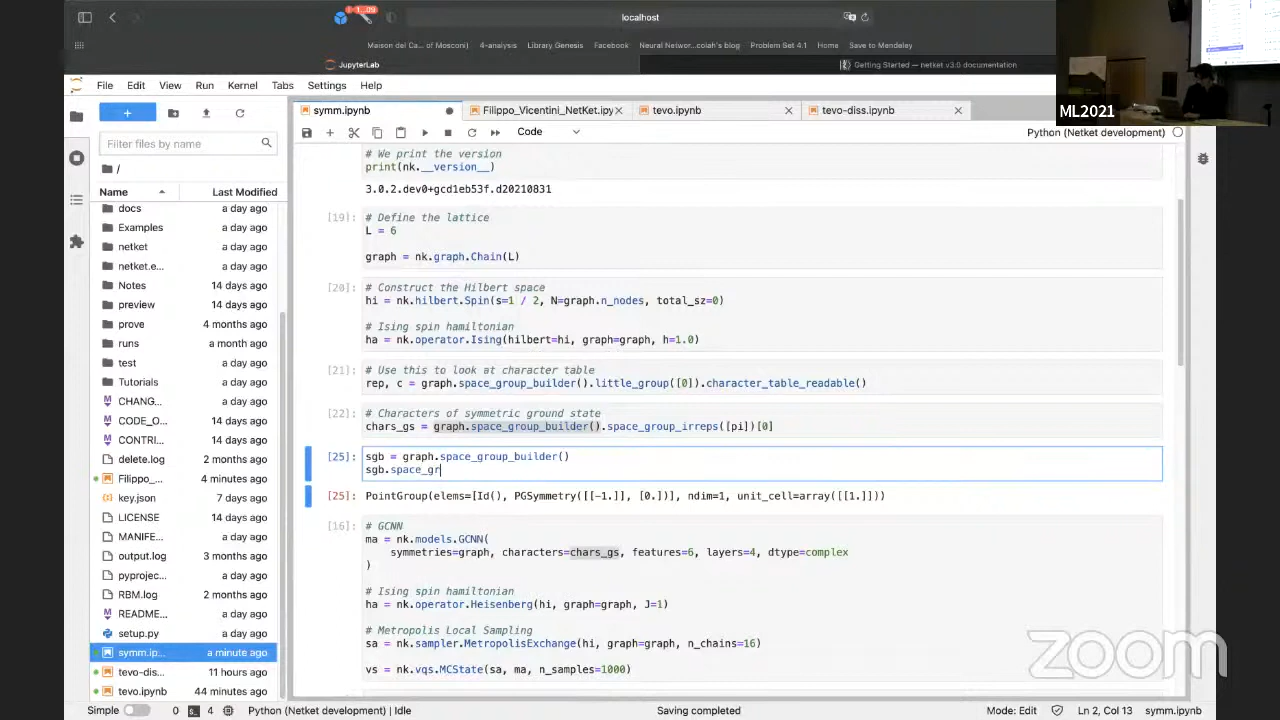 1...09
localhost
Maison del Ca... of Mosconi)
4-analysis
Library Genesis
Facebook
Neural Networ...colah's blog
Problem Set 4.1
Home
Save to Mendeley
JupyterLab
Getting Started — netket v3.0 documentation
File Edit View Run Kernel Tabs Settings Help
ML2021
symm.ipynb
Filippo_Vicentini_NetKet.ipy
tevo.ipynb
tevo-diss.ipynb
Code
Python (Netket development)
Filter files by name
/
Name
Last Modified
docs a day ago
Examples a day ago
netket a day ago
netket.e... a day ago
Notes 14 days ago
preview 14 days ago
prove 4 months ago
runs a month ago
test a day ago
Tutorials a day ago
CHANG... a day ago
CODE_O... 14 days ago
CONTRI... 14 days ago
delete.log 2 months ago
Filippo_... 4 minutes ago
key.json 7 days ago
LICENSE 14 days ago
MANIFE... a day ago
output.log 3 months ago
pyprojec... a day ago
RBM.log 2 months ago
README... a day ago
setup.py a day ago
symm.ip... a minute ago
tevo-dis... 11 hours ago
tevo.ipynb 44 minutes ago
# We print the version
print(nk.__version__)
3.0.2.dev0+gcd1eb53f.d20210831
[19]:
# Define the lattice
L = 6
graph = nk.graph.Chain(L)
[20]:
# Construct the Hilbert space
hi = nk.hilbert.Spin(s=1 / 2, N=graph.n_nodes, total_sz=0)
# Ising spin hamiltonian
ha = nk.operator.Ising(hilbert=hi, graph=graph, h=1.0)
[21]:
# Use this to look at character table
rep, c = graph.space_group_builder().little_group([0]).character_table_readable()
[22]:
# Characters of symmetric ground state
chars_gs = graph.space_group_builder().space_group_irreps([pi])[0]
[25]:
sgb = graph.space_group_builder()
sgb.space_gr
[25]:
PointGroup(elems=[Id(), PGSymmetry([[-1.]], [0.])], ndim=1, unit_cell=array([[1.]]))
[16]:
# GCNN
ma = nk.models.GCNN(
symmetries=graph, characters=chars_gs, features=6, layers=4, dtype=complex
)
# Ising spin hamiltonian
ha = nk.operator.Heisenberg(hi, graph=graph, J=1)
# Metropolis Local Sampling
sa = nk.sampler.MetropolisExchange(hi, graph=graph, n_chains=16)
vs = nk.vqs.MCState(sa, ma, n_samples=1000)
zoom
Simple
0
4
Python (Netket development) | Idle
Saving completed
Mode: Edit
Ln 2, Col 13
symm.ipynb